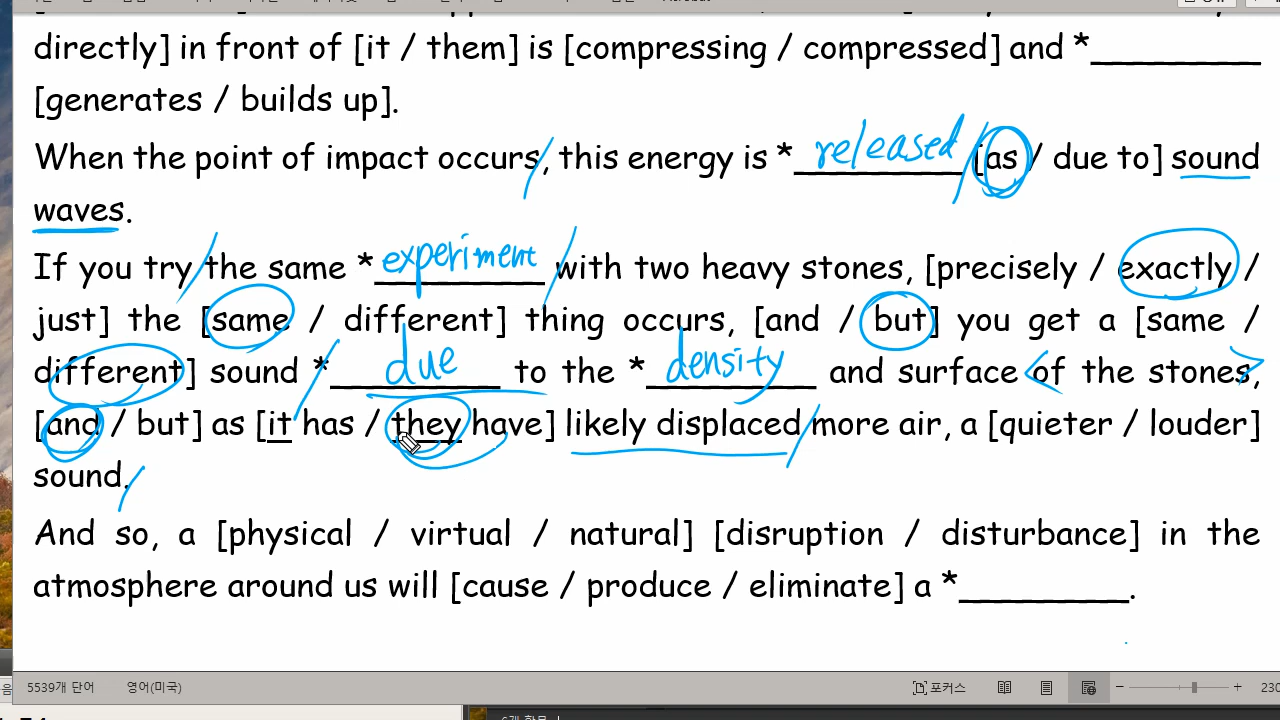 directly] in front of [it / them] is [compressing / compressed] and *__________
[generates / builds up].
When the point of impact occurs, this energy is * released [as / due to] sound
waves.
If you try the same * experiment with two heavy stones, [precisely / exactly /
just] the [same / different] thing occurs, [and / but] you get a [same /
different] sound * due to the * density and surface of the stones,
[and / but] as [it has / they have] likely displaced more air, a [quieter / louder]
sound.
And so, a [physical / virtual / natural] [disruption / disturbance] in the
atmosphere around us will [cause / produce / eliminate] a *__________.
5539개 단어 영어(미국) 포커스 230